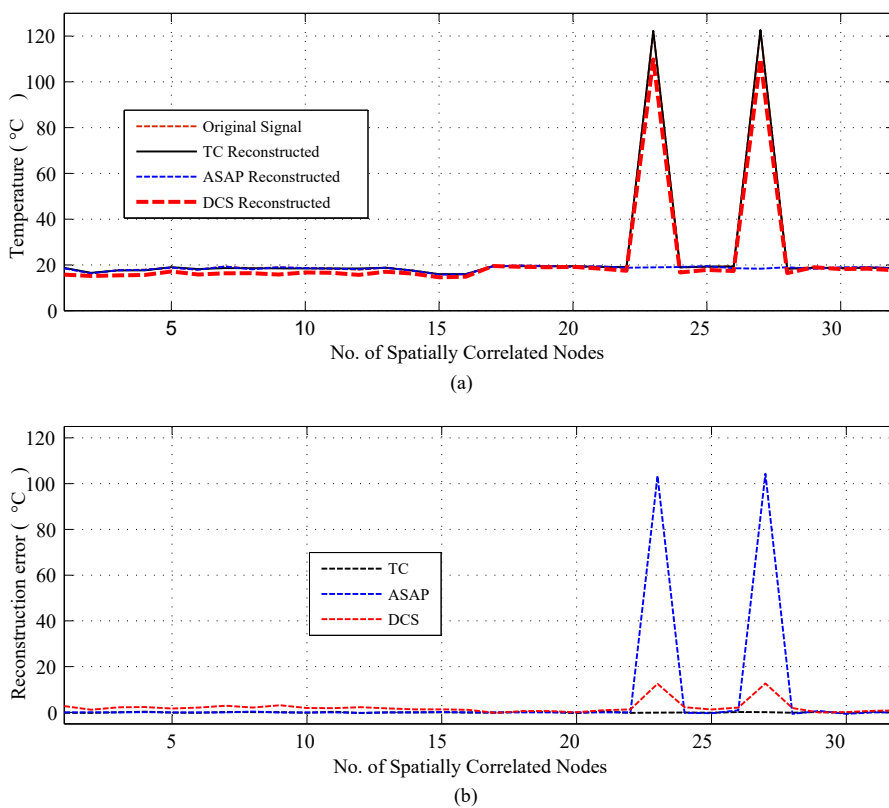 120
100
80
60
40
20
0
Temperature ( °C )
Original Signal
TC Reconstructed
ASAP Reconstructed
DCS Reconstructed
5
10
15
20
25
30
No. of Spatially Correlated Nodes
(a)
120
100
80
60
40
20
0
Reconstruction error ( °C )
TC
ASAP
DCS
5
10
15
20
25
30
No. of Spatially Correlated Nodes
(b)